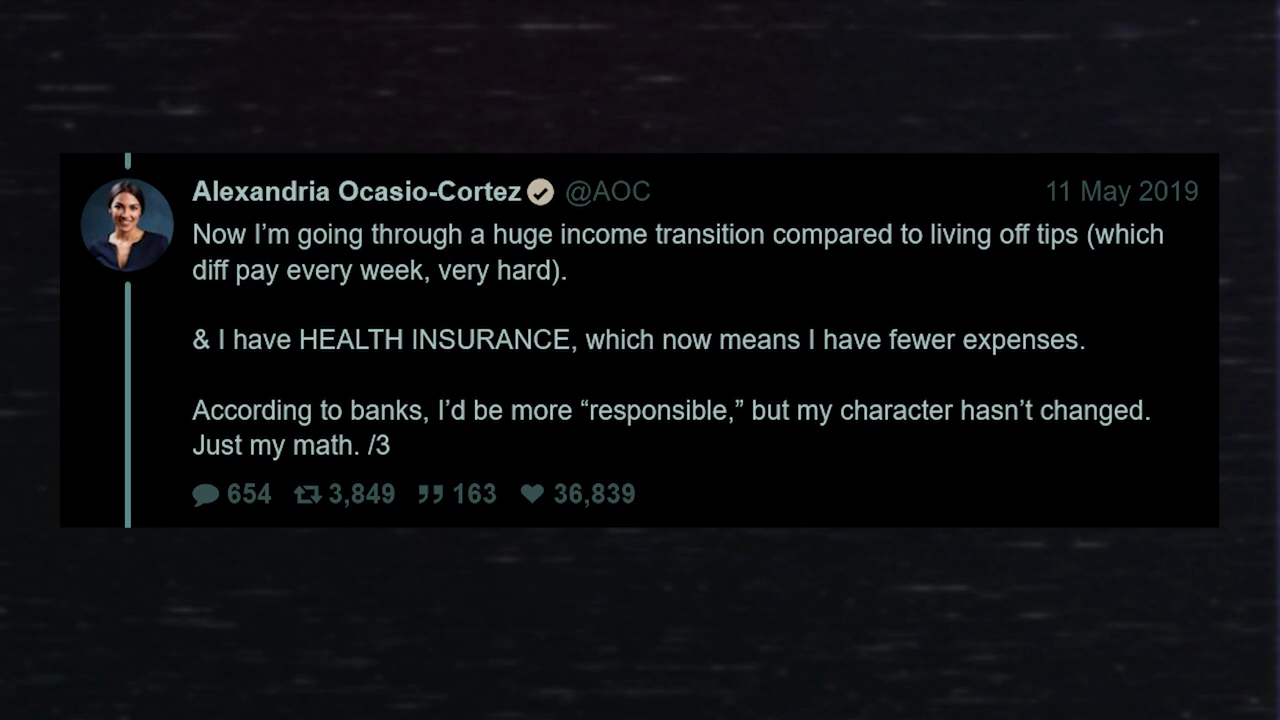 Alexandria Ocasio-Cortez @AOC 11 May 2019
Now I’m going through a huge income transition compared to living off tips (which
diff pay every week, very hard).
& I have HEALTH INSURANCE, which now means I have fewer expenses.
According to banks, I’d be more “responsible,” but my character hasn’t changed.
Just my math. /3
654 3,849 163 36,839